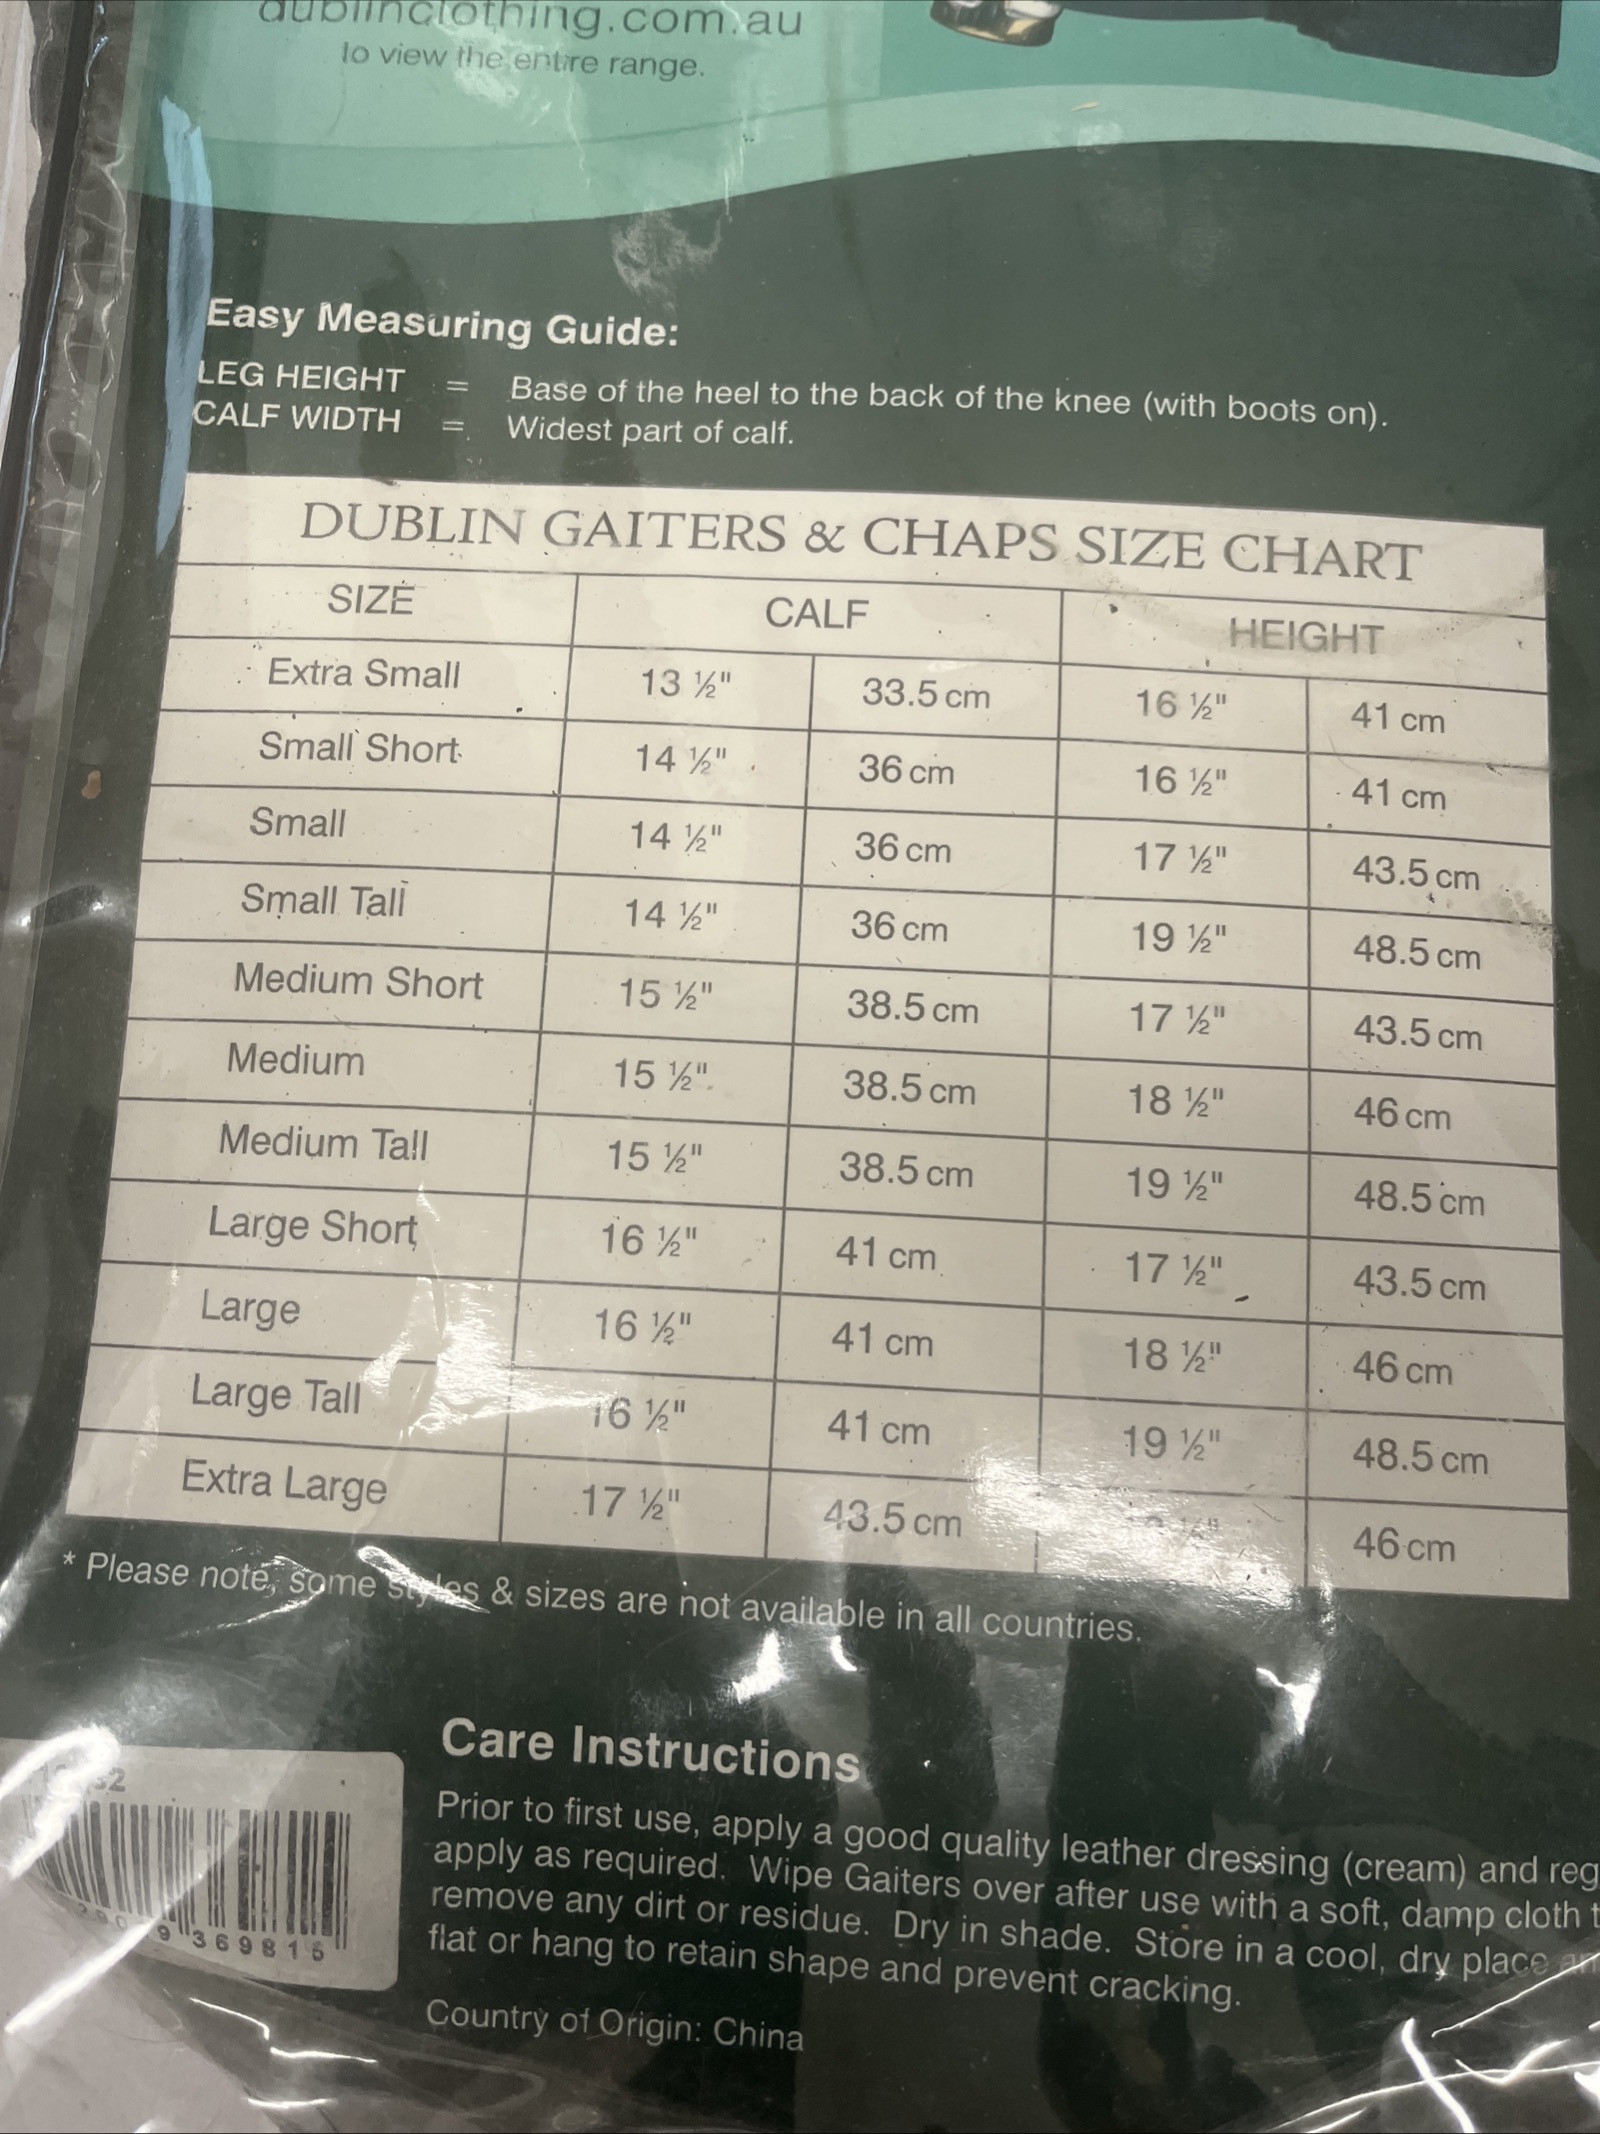 dublinclothing.com.au
to view the entire range.
Easy Measuring Guide:
LEG HEIGHT = Base of the heel to the back of the knee (with boots on).
CALF WIDTH = Widest part of calf.
DUBLIN GAITERS & CHAPS SIZE CHART
SIZE CALF HEIGHT
Extra Small 13 ½" 33.5 cm 16 ½" 41 cm
Small Short 14 ½" 36 cm 16 ½" 41 cm
Small 14 ½" 36 cm 17 ½" 43.5 cm
Small Tall 14 ½" 36 cm 19 ½" 48.5 cm
Medium Short 15 ½" 38.5 cm 17 ½" 43.5 cm
Medium 15 ½" 38.5 cm 18 ½" 46 cm
Medium Tall 15 ½" 38.5 cm 19 ½" 48.5 cm
Large Short 16 ½" 41 cm 17 ½" 43.5 cm
Large 16 ½" 41 cm 18 ½" 46 cm
Large Tall 16 ½" 41 cm 19 ½" 48.5 cm
Extra Large 17 ½" 43.5 cm 46 cm
* Please note, some styles & sizes are not available in all countries.
Care Instructions
Prior to first use, apply a good quality leather dressing (cream) and reg
apply as required. Wipe Gaiters over after use with a soft, damp cloth t
remove any dirt or residue. Dry in shade. Store in a cool, dry place an
flat or hang to retain shape and prevent cracking.
Country of Origin: China
9 369815